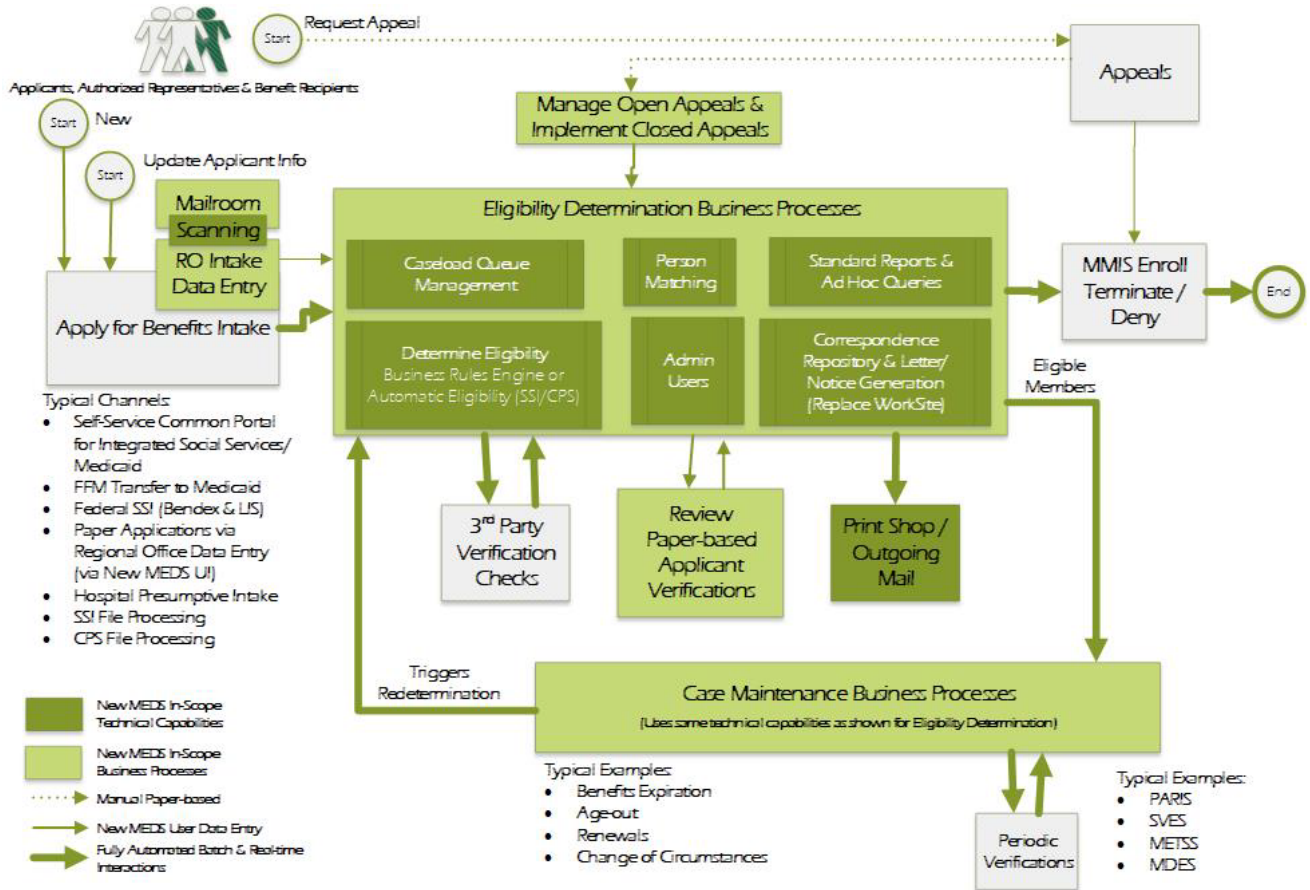 Start
Request Appeal
Applicants, Authorized Representatives & Benefit Recipients
Appeals
Start
New
Start
Update Applicant Info
Manage Open Appeals &
Implement Closed Appeals
Mailroom
Scanning
RO Intake
Data Entry
Apply for Benefits Intake
Eligibility Determination Business Processes
Caseload Queue
Management
Person
Matching
Standard Reports &
Ad Hoc Queries
Determine Eligibility
Business Rules Engine or
Automatic Eligibility (SSI/CPS)
Admin
Users
Correspondence
Repository & Letter/
Notice Generation
(Replace WorkSite)
MMIS Enroll
Terminate /
Deny
End
Eligible
Members
Typical Channels:
• Self-Service Common Portal
for Integrated Social Services/
Medicaid
• FFM Transfer to Medicaid
• Federal SSI (Bendex & LIS)
• Paper Applications via
Regional Office Data Entry
(via New MEDS UI)
• Hospital Presumptive Intake
• SSI File Processing
• CPS File Processing
3rd Party
Verification
Checks
Review
Paper-based
Applicant
Verifications
Print Shop /
Outgoing
Mail
Triggers
Redetermination
Case Maintenance Business Processes
(Uses same technical capabilities as shown for Eligibility Determination)
Typical Examples:
• Benefits Expiration
• Age-out
• Renewals
• Change of Circumstances
Periodic
Verifications
Typical Examples:
• PARIS
• SVES
• METSS
• MDES
New MEDS In-Scope
Technical Capabilities
New MEDS In-Scope
Business Processes
Manual Paper-based
New MEDS User Data Entry
Fully Automated Batch & Real-time
Interactions